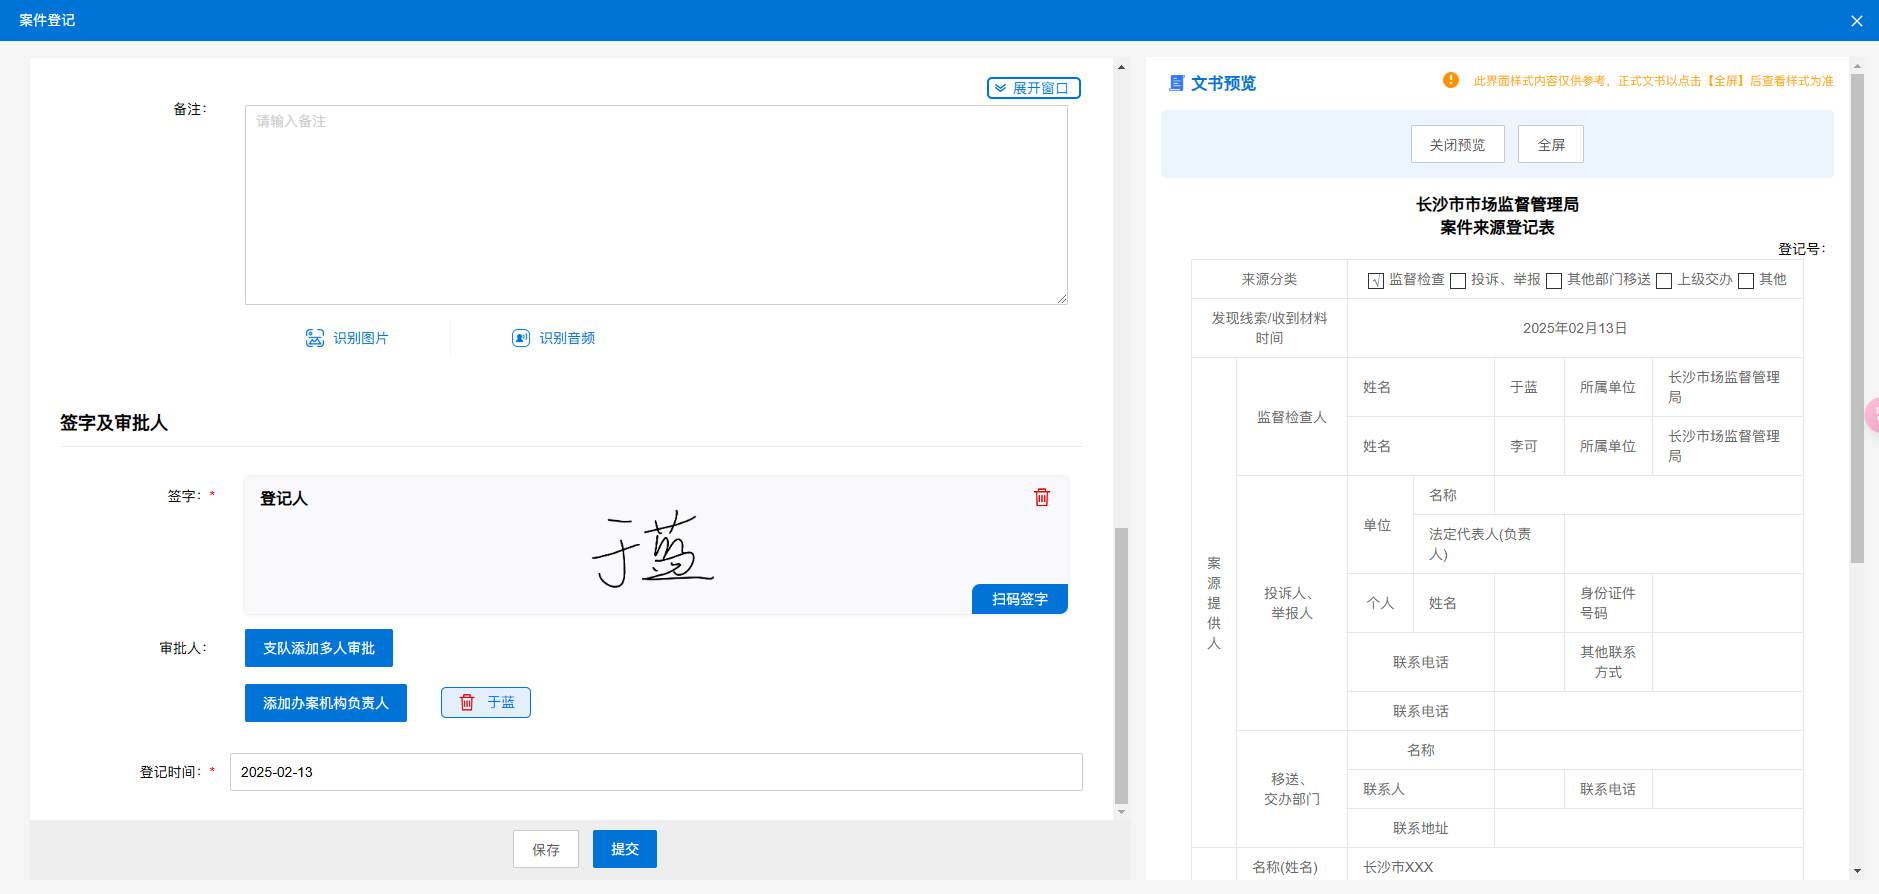 案件登记
展开窗口
备注：
请输入备注
识别图片
识别音频
签字及审批人
签字：*
登记人
于蓝
扫码签字
审批人：
支队添加多人审批
添加办案机构负责人
于蓝
登记时间：*
2025-02-13
保存
提交
文书预览
此界面样式内容仅供参考，正式文书以点击【全屏】后查看样式为准
关闭预览
全屏
长沙市市场监督管理局
案件来源登记表
登记号：
来源分类
√ 监督检查 投诉、举报 其他部门移送 上级交办 其他
发现线索/收到材料
时间
2025年02月13日
案源提供人
监督检查人
姓名 于蓝 所属单位 长沙市场监督管理
局
姓名 李可 所属单位 长沙市场监督管理
局
投诉人、
举报人
单位
名称
法定代表人(负责
人)
个人 姓名 身份证件
号码
联系电话 其他联系
方式
联系电话
移送、
交办部门
名称
联系人 联系电话
联系地址
名称(姓名) 长沙市XXX